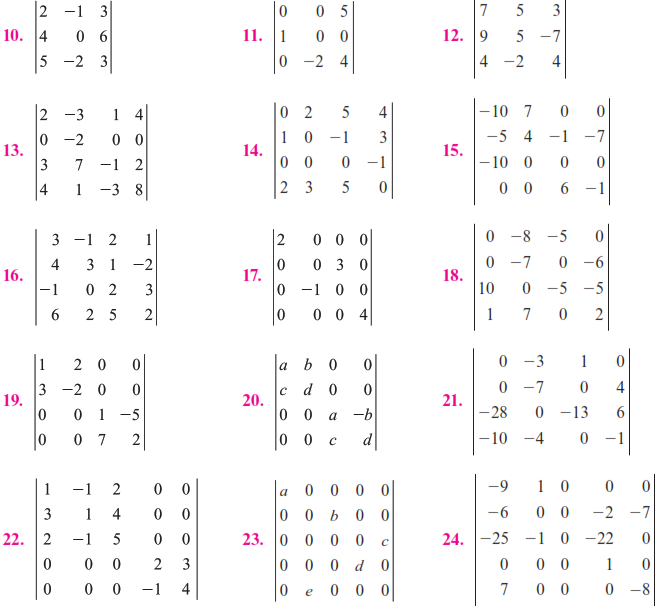 10. |2 −1 3| 11. |0 0 5| 12. |7 5 3|
|4 0 6| |1 0 0| |9 5 −7|
|5 −2 3| |0 −2 4| |4 −2 4|
13. |2 −3 1 4| 14. |0 2 5 4| 15. |−10 7 0 0|
|0 −2 0 0| |1 0 −1 3| |−5 4 −1 −7|
|3 7 −1 2| |0 0 0 −1| |−10 0 0 0|
|4 1 −3 8| |2 3 5 0| |0 0 6 −1|
16. |3 −1 2 1| 17. |2 0 0 0| 18. |0 −8 −5 0|
|4 3 1 −2| |0 0 3 0| |0 −7 0 −6|
|−1 0 2 3| |0 −1 0 0| |10 0 −5 −5|
|6 2 5 2| |0 0 0 4| |1 7 0 2|
19. |1 2 0 0| 20. |a b 0 0| 21. |0 −3 1 0|
|3 −2 0 0| |c d 0 0| |0 −7 0 4|
|0 0 1 −5| |0 0 a −b| |−28 0 −13 6|
|0 0 7 2| |0 0 c d| |−10 −4 0 −1|
22. |1 −1 2 0 0| 23. |a 0 0 0 0| 24. |−9 1 0 0 0|
|3 1 4 0 0| |0 0 b 0 0| |−6 0 0 −2 −7|
|2 −1 5 0 0| |0 0 0 0 c| |−25 −1 0 −22 0|
|0 0 0 2 3| |0 0 0 d 0| |0 0 0 1 0|
|0 0 0 −1 4| |0 e 0 0 0| |7 0 0 0 −8|